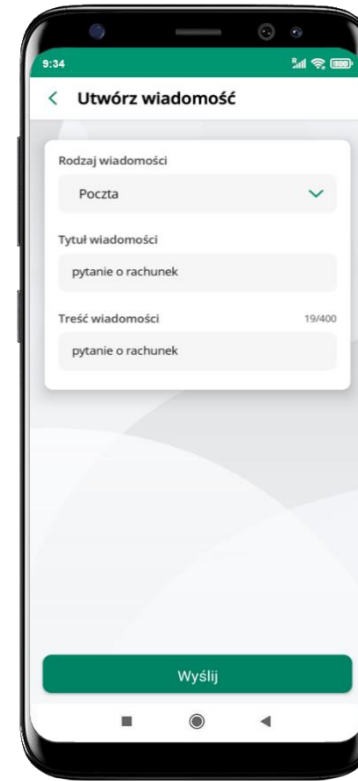 9:34
Utwórz wiadomość
Rodzaj wiadomości
Poczta
Tytuł wiadomości
pytanie o rachunek
Treść wiadomości 19/400
pytanie o rachunek
Wyślij